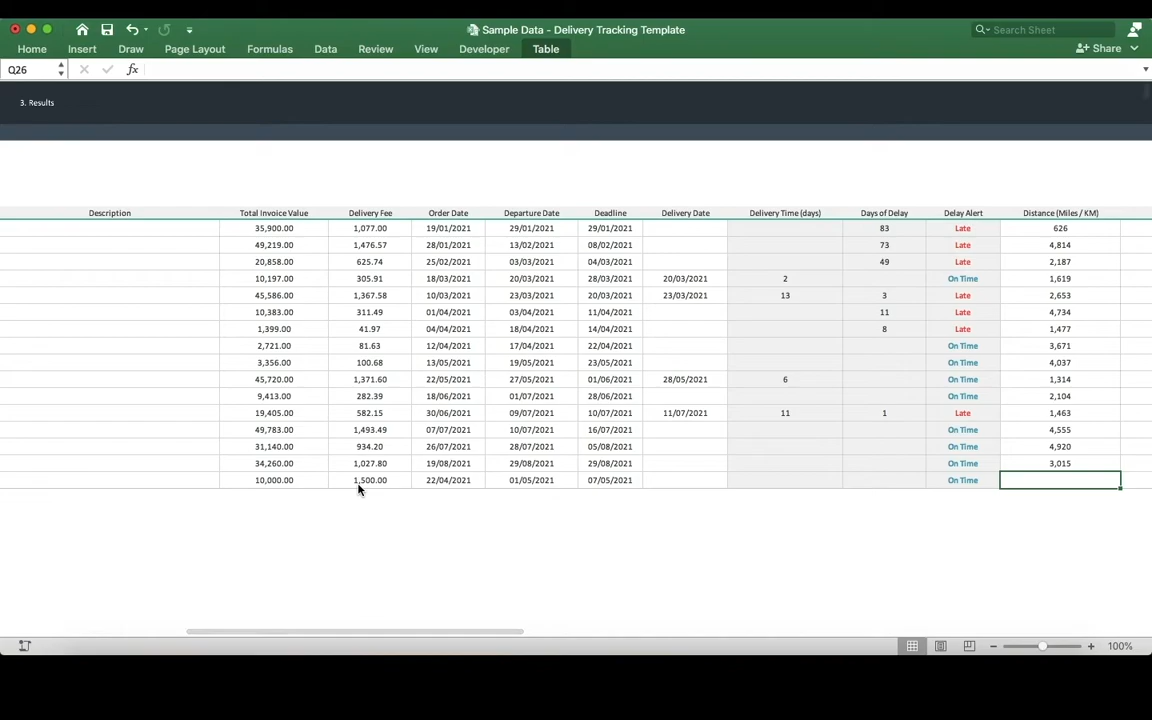 Sample Data - Delivery Tracking Template
Search Sheet
Home Insert Draw Page Layout Formulas Data Review View Developer Table Share
Q26 fx
3. Results
Description Total Invoice Value Delivery Fee Order Date Departure Date Deadline Delivery Date Delivery Time (days) Days of Delay Delay Alert Distance (Miles / KM)
35,900.00 1,077.00 19/01/2021 29/01/2021 29/01/2021 83 Late 626
49,219.00 1,476.57 28/01/2021 13/02/2021 08/02/2021 73 Late 4,814
20,858.00 625.74 25/02/2021 03/03/2021 04/03/2021 49 Late 2,187
10,197.00 305.91 18/03/2021 20/03/2021 28/03/2021 20/03/2021 2 On Time 1,619
45,586.00 1,367.58 10/03/2021 23/03/2021 20/03/2021 23/03/2021 13 3 Late 2,653
10,383.00 311.49 01/04/2021 03/04/2021 11/04/2021 11 Late 4,734
1,399.00 41.97 04/04/2021 18/04/2021 14/04/2021 8 Late 1,477
2,721.00 81.63 12/04/2021 17/04/2021 22/04/2021 On Time 3,671
3,356.00 100.68 13/05/2021 19/05/2021 23/05/2021 On Time 4,037
45,720.00 1,371.60 22/05/2021 27/05/2021 01/06/2021 28/05/2021 6 On Time 1,314
9,413.00 282.39 18/06/2021 01/07/2021 28/06/2021 On Time 2,104
19,405.00 582.15 30/06/2021 09/07/2021 10/07/2021 11/07/2021 11 1 Late 1,463
49,783.00 1,493.49 07/07/2021 10/07/2021 16/07/2021 On Time 4,555
31,140.00 934.20 26/07/2021 28/07/2021 05/08/2021 On Time 4,920
34,260.00 1,027.80 19/08/2021 29/08/2021 29/08/2021 On Time 3,015
10,000.00 1,500.00 22/04/2021 01/05/2021 07/05/2021 On Time
100%